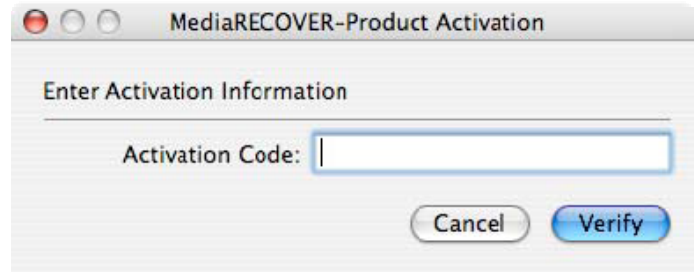 MediaRECOVER-Product Activation
Enter Activation Information
Activation Code:
Cancel Verify